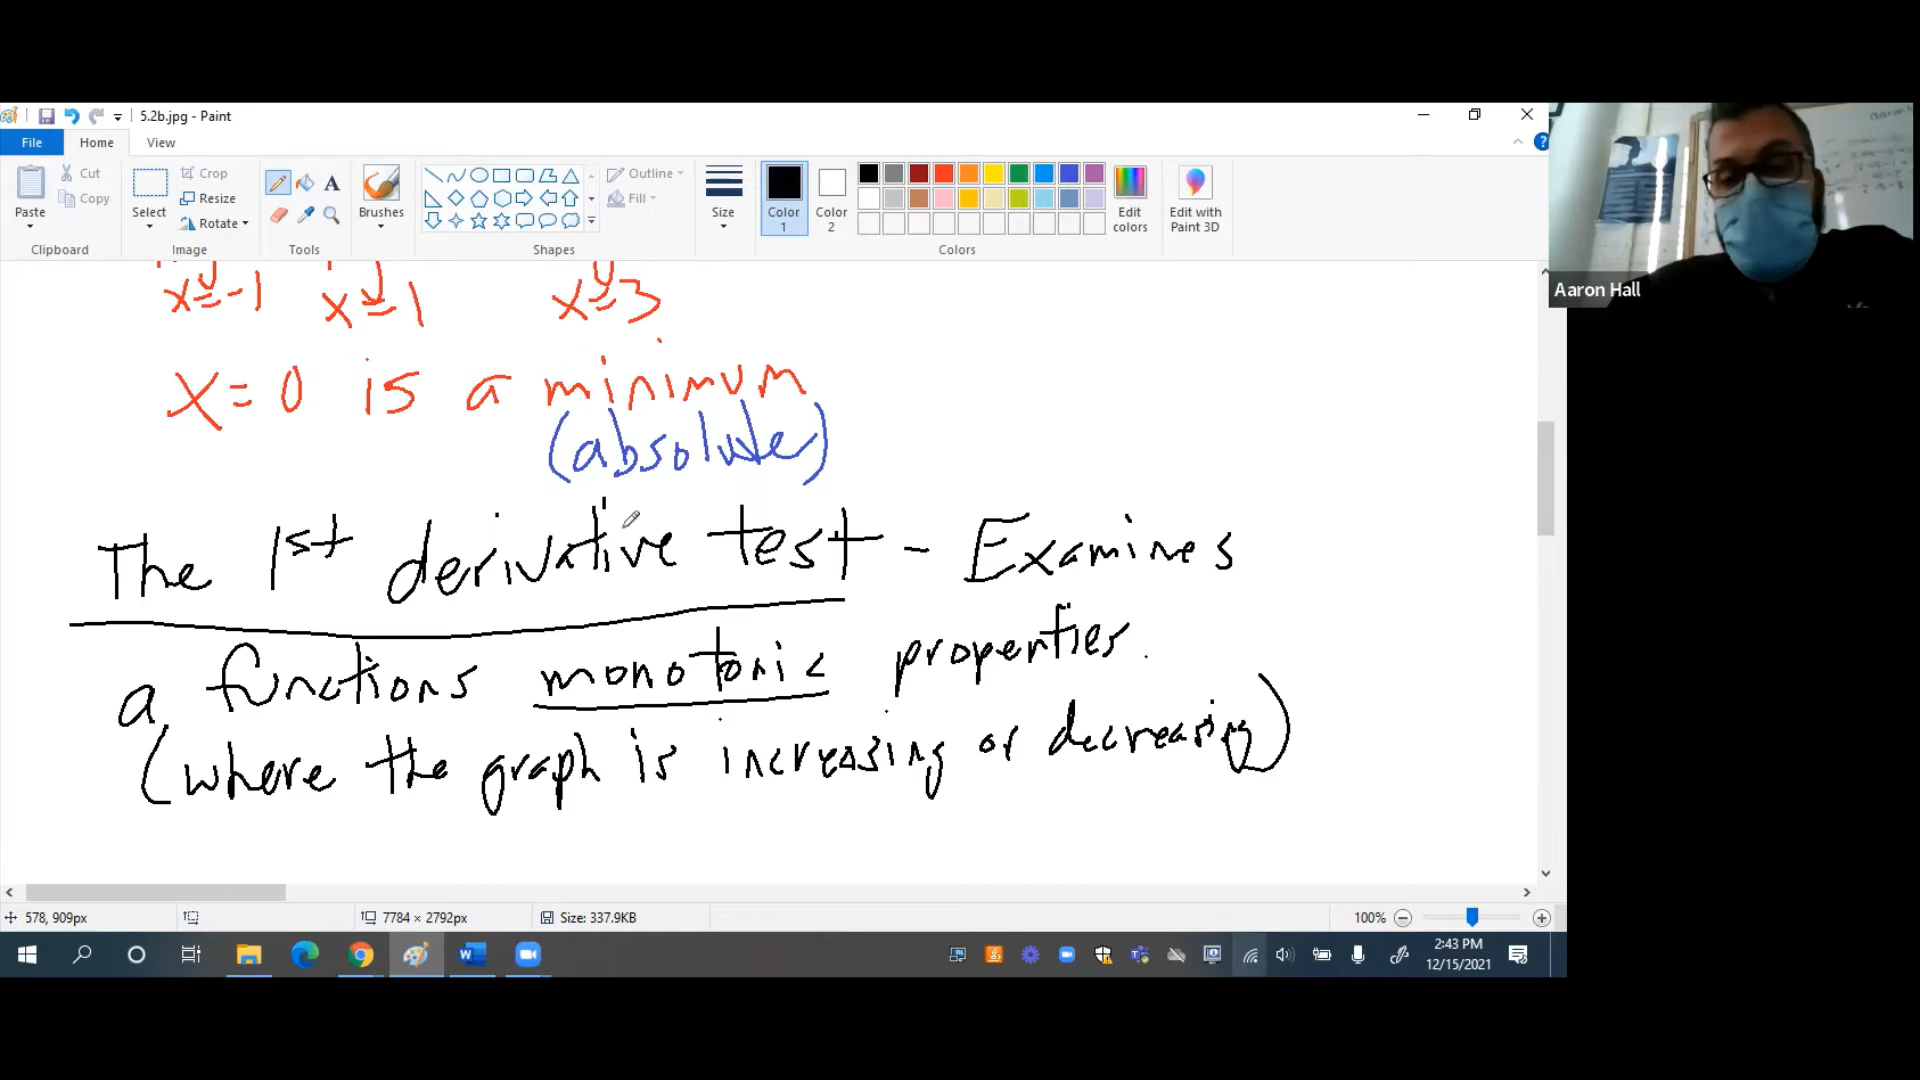 5.2b.jpg - Paint
File Home View
Paste
Cut
Copy
Clipboard
Select
Crop
Resize
Rotate
Image
A
Tools
Brushes
Outline
Fill
Shapes
Size
Color 1
Color 2
Edit colors
Colors
Edit with Paint 3D
Aaron Hall
x=-1 x=1 x=3
x=0 is a minimum
(absolute)
The 1st derivative test - Examines
a functions monotonic properties.
(where the graph is increasing or decreasing)
578, 909px
7784 × 2792px
Size: 337.9KB
100%
2:43 PM
12/15/2021